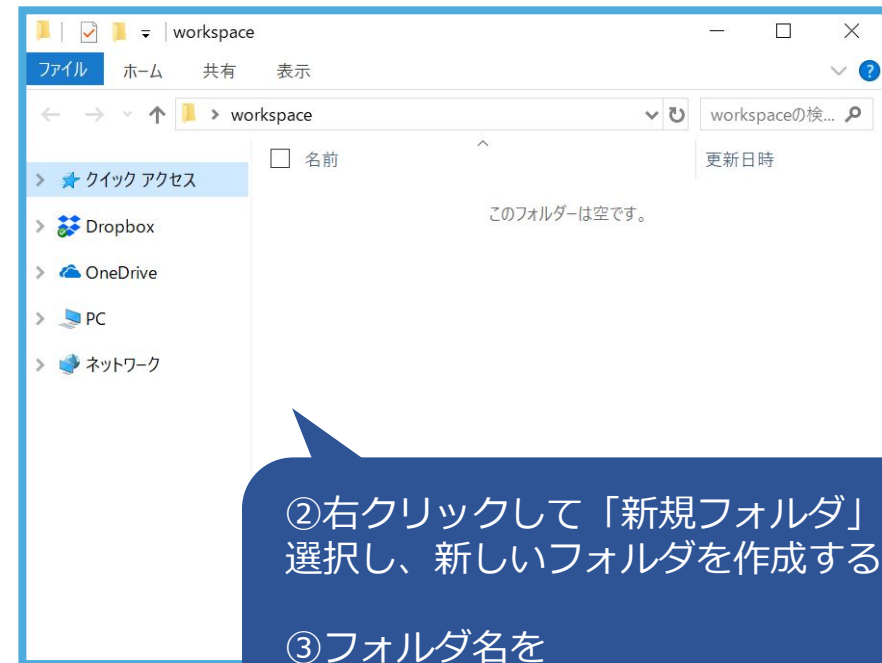 workspace
ファイル ホーム 共有 表示
workspace workspaceの検...
名前 更新日時
クイック アクセス
このフォルダーは空です。
Dropbox
OneDrive
PC
ネットワーク
②右クリックして「新規フォルダ」
選択し、新しいフォルダを作成する
③フォルダ名を